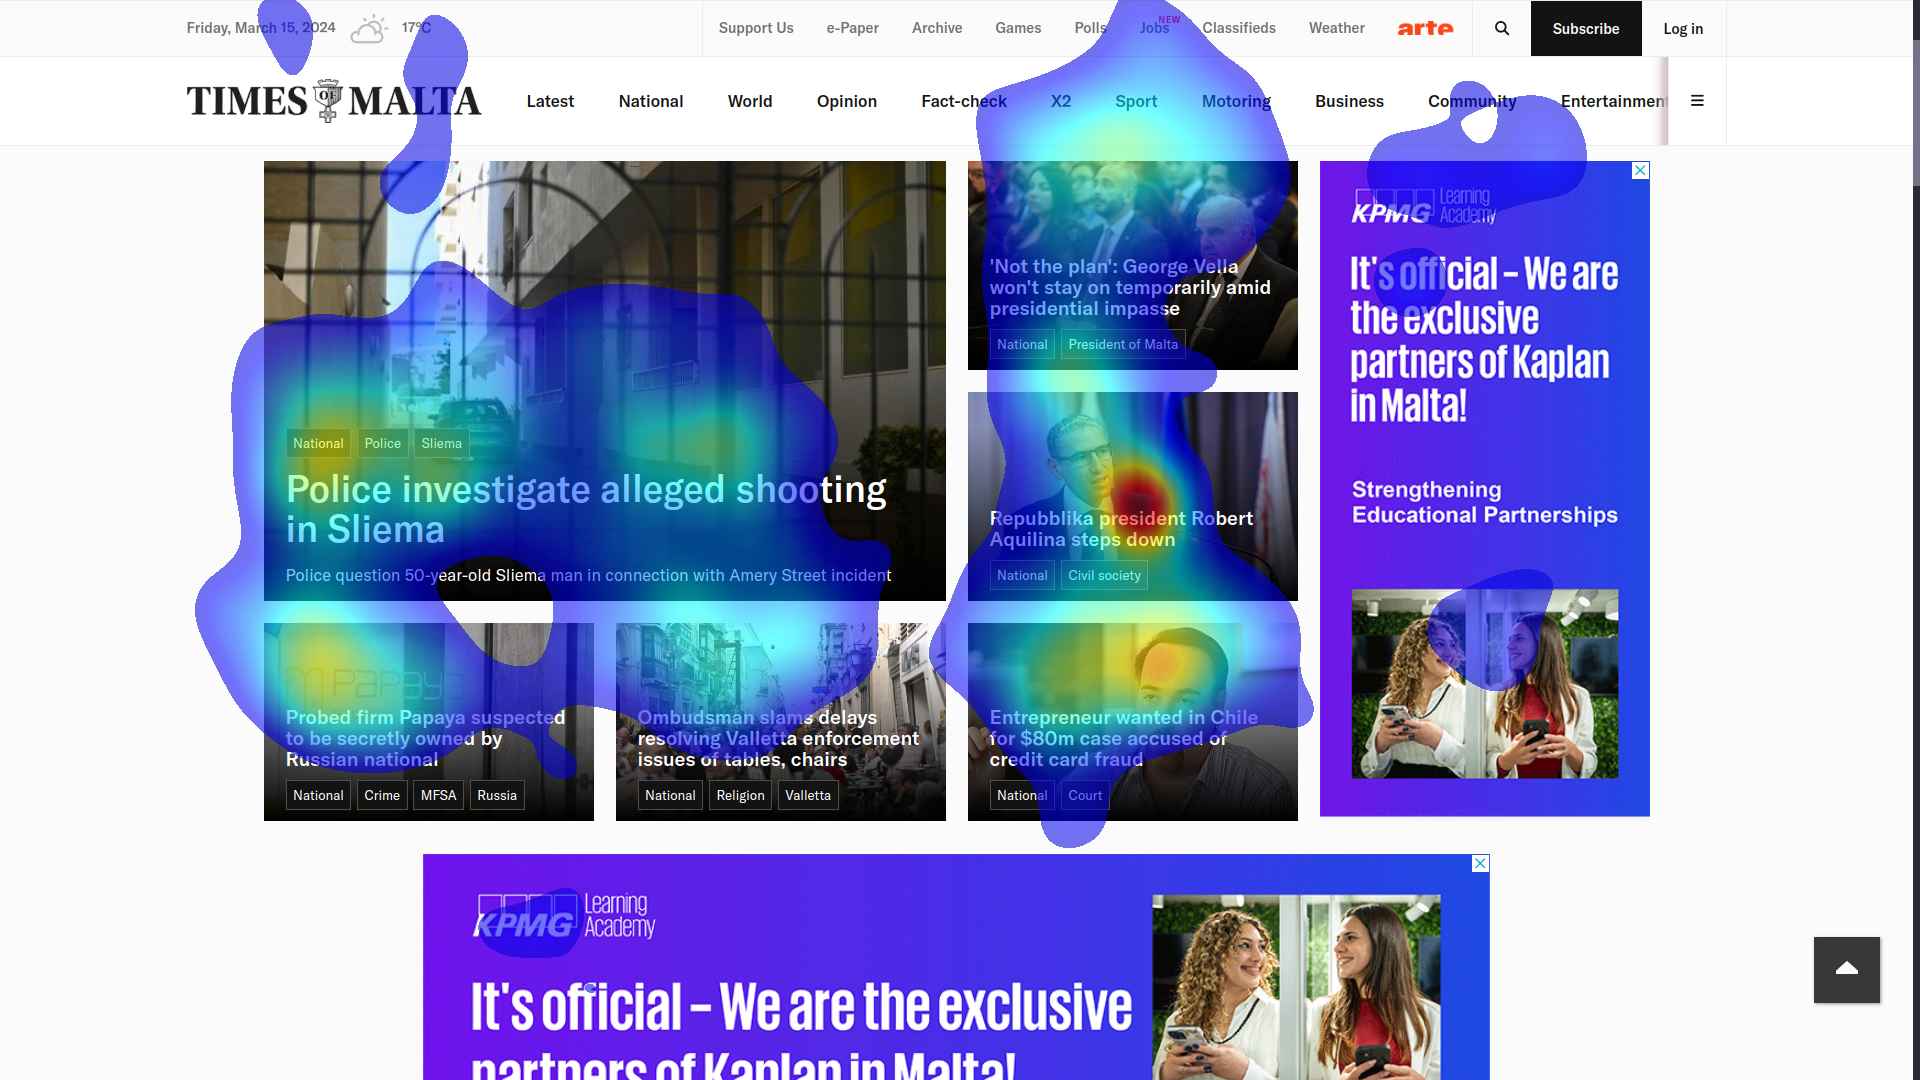 Friday, March 15, 2024
17°C
Support Us
e-Paper
Archive
Games
Polls
Jobs
NEW
Classifieds
Weather
arte
Subscribe
Log in
TIMES OF MALTA
Latest
National
World
Opinion
Fact-check
X2
Sport
Motoring
Business
Community
Entertainment
National
Police
Sliema
Police investigate alleged shooting
in Sliema
Police question 50-year-old Sliema man in connection with Amery Street incident
'Not the plan': George Vella
won't stay on temporarily amid
presidential impasse
National
President of Malta
Repubblika president Robert
Aquilina steps down
National
Civil society
PAPAYA
Probed firm Papaya suspected
to be secretly owned by
Russian national
National
Crime
MFSA
Russia
Ombudsman slams delays
resolving Valletta enforcement
issues of tables, chairs
National
Religion
Valletta
Entrepreneur wanted in Chile
for $80m case accused of
credit card fraud
National
Court
KPMG Learning
Academy
It's official – We are
the exclusive
partners of Kaplan
in Malta!
Strengthening
Educational Partnerships
KPMG Learning
Academy
It's official – We are the exclusive
partners of Kaplan in Malta!